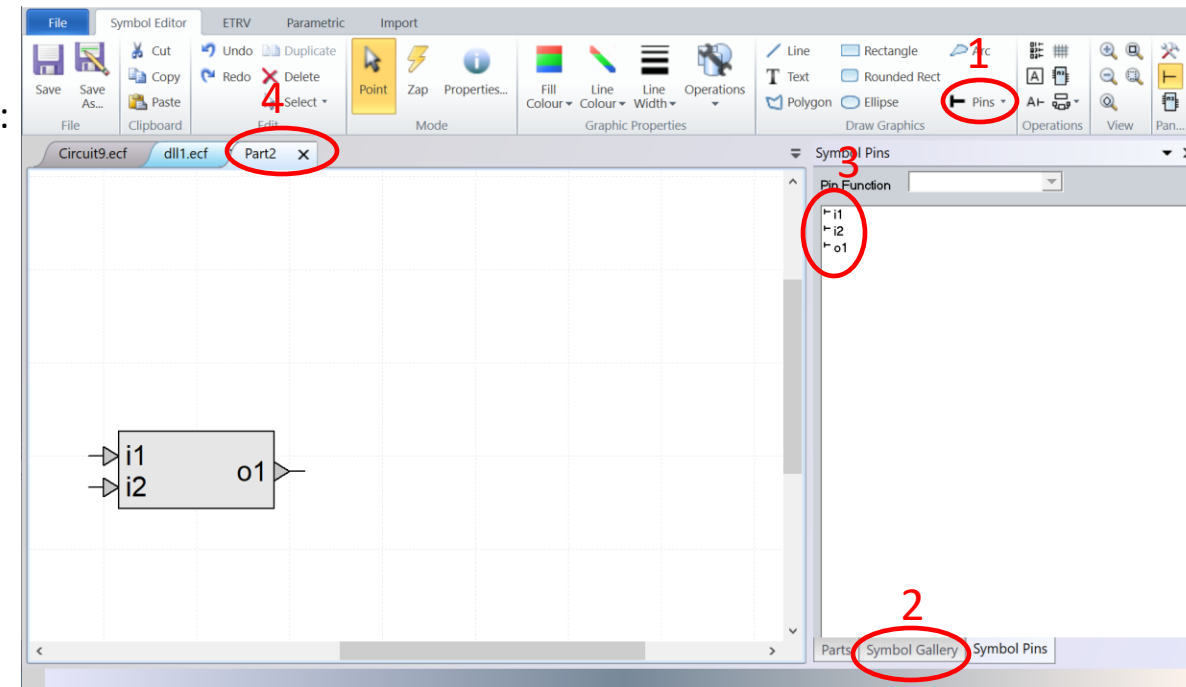 File Symbol Editor ETRV Parametric Import
Save Save As... Cut Copy Paste Undo Redo Duplicate Delete Select Point Zap Properties... Fill Colour Line Colour Line Width Operations Line Text Polygon Rectangle Rounded Rect Ellipse Arc Pins
1
4
File Clipboard Edit Mode Graphic Properties Draw Graphics Operations View Pan...
:
Circuit9.ecf dll1.ecf Part2 Symbol Pins
3
Pin Function
i1
i2
o1
i1
i2
o1
2
Parts Symbol Gallery Symbol Pins